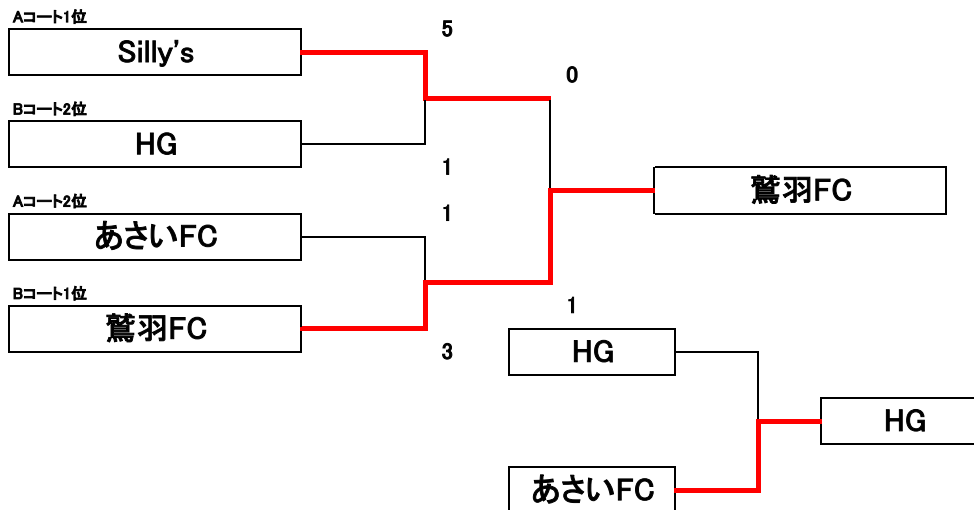 Aコート1位
Silly's
5
0
Bコート2位
HG
1
鷲羽FC
Aコート2位
あさいFC
1
Bコート1位
鷲羽FC
1
3
HG
HG
あさいFC